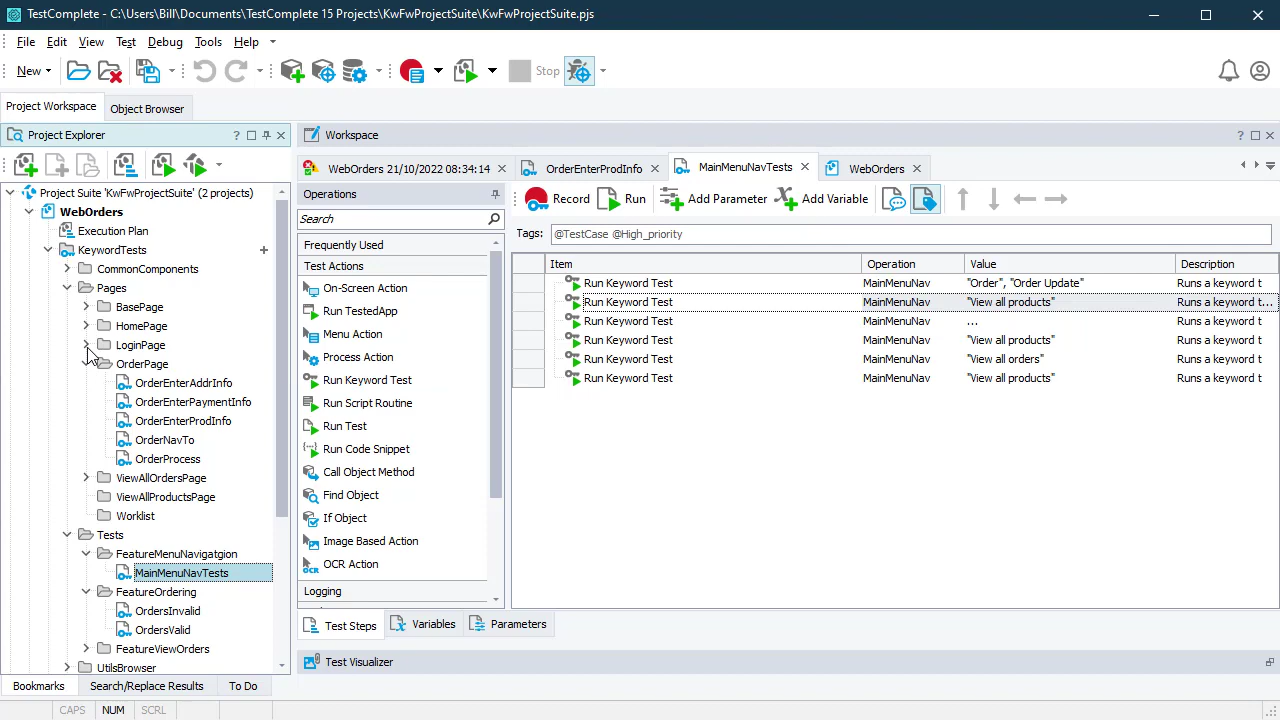 TestComplete - C:\Users\Bill\Documents\TestComplete 15 Projects\KwFwProjectSuite\KwFwProjectSuite.pjs
File Edit View Test Debug Tools Help
New Stop
Project Workspace Object Browser
Project Explorer
Project Suite 'KwFwProjectSuite' (2 projects)
WebOrders
Execution Plan
KeywordTests
CommonComponents
Pages
BasePage
HomePage
LoginPage
OrderPage
OrderEnterAddrInfo
OrderEnterPaymentInfo
OrderEnterProdInfo
OrderNavTo
OrderProcess
ViewAllOrdersPage
ViewAllProductsPage
Worklist
Tests
FeatureMenuNavigatgion
MainMenuNavTests
FeatureOrdering
OrdersInvalid
OrdersValid
FeatureViewOrders
UtilsBrowser
Bookmarks Search/Replace Results To Do
Workspace
WebOrders 21/10/2022 08:34:14 OrderEnterProdInfo MainMenuNavTests WebOrders
Operations
Search
Frequently Used
Test Actions
On-Screen Action
Run TestedApp
Menu Action
Process Action
Run Keyword Test
Run Script Routine
Run Test
Run Code Snippet
Call Object Method
Find Object
If Object
Image Based Action
OCR Action
Logging
Record Run Add Parameter Add Variable
Tags: @TestCase @High_priority
Item Operation Value Description
Run Keyword Test MainMenuNav "Order", "Order Update" Runs a keyword t
Run Keyword Test MainMenuNav "View all products" Runs a keyword t...
Run Keyword Test MainMenuNav ... Runs a keyword t
Run Keyword Test MainMenuNav "View all products" Runs a keyword t
Run Keyword Test MainMenuNav "View all orders" Runs a keyword t
Run Keyword Test MainMenuNav "View all products" Runs a keyword t
Test Steps Variables Parameters
Test Visualizer
CAPS NUM SCRL